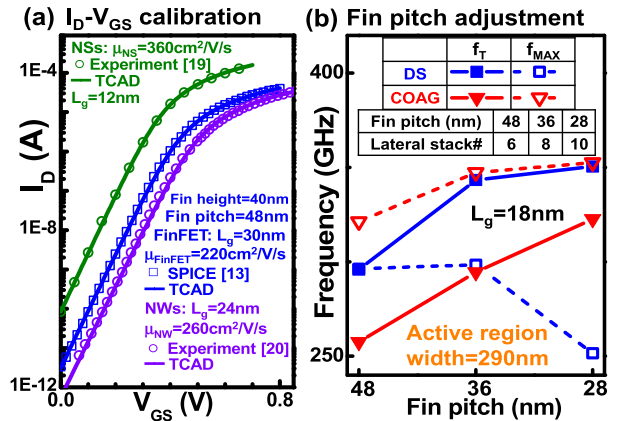 (a) I_D-V_GS calibration
NSs: μ_NS=360cm²/V/s
Experiment [19]
TCAD
L_g=12nm
1E-4
1E-8
1E-12
I_D (A)
Fin height=40nm
Fin pitch=48nm
FinFET: L_g=30nm
μ_FinFET=220cm²/V/s
SPICE [13]
TCAD
NWs: L_g=24nm
μ_NW=260cm²/V/s
Experiment [20]
TCAD
0.0
0.8
V_GS (V)
(b) Fin pitch adjustment
f_T f_MAX
DS
COAG
Fin pitch (nm) 48 36 28
Lateral stack# 6 8 10
400
250
Frequency (GHz)
L_g=18nm
Active region
width=290nm
48 36 28
Fin pitch (nm)